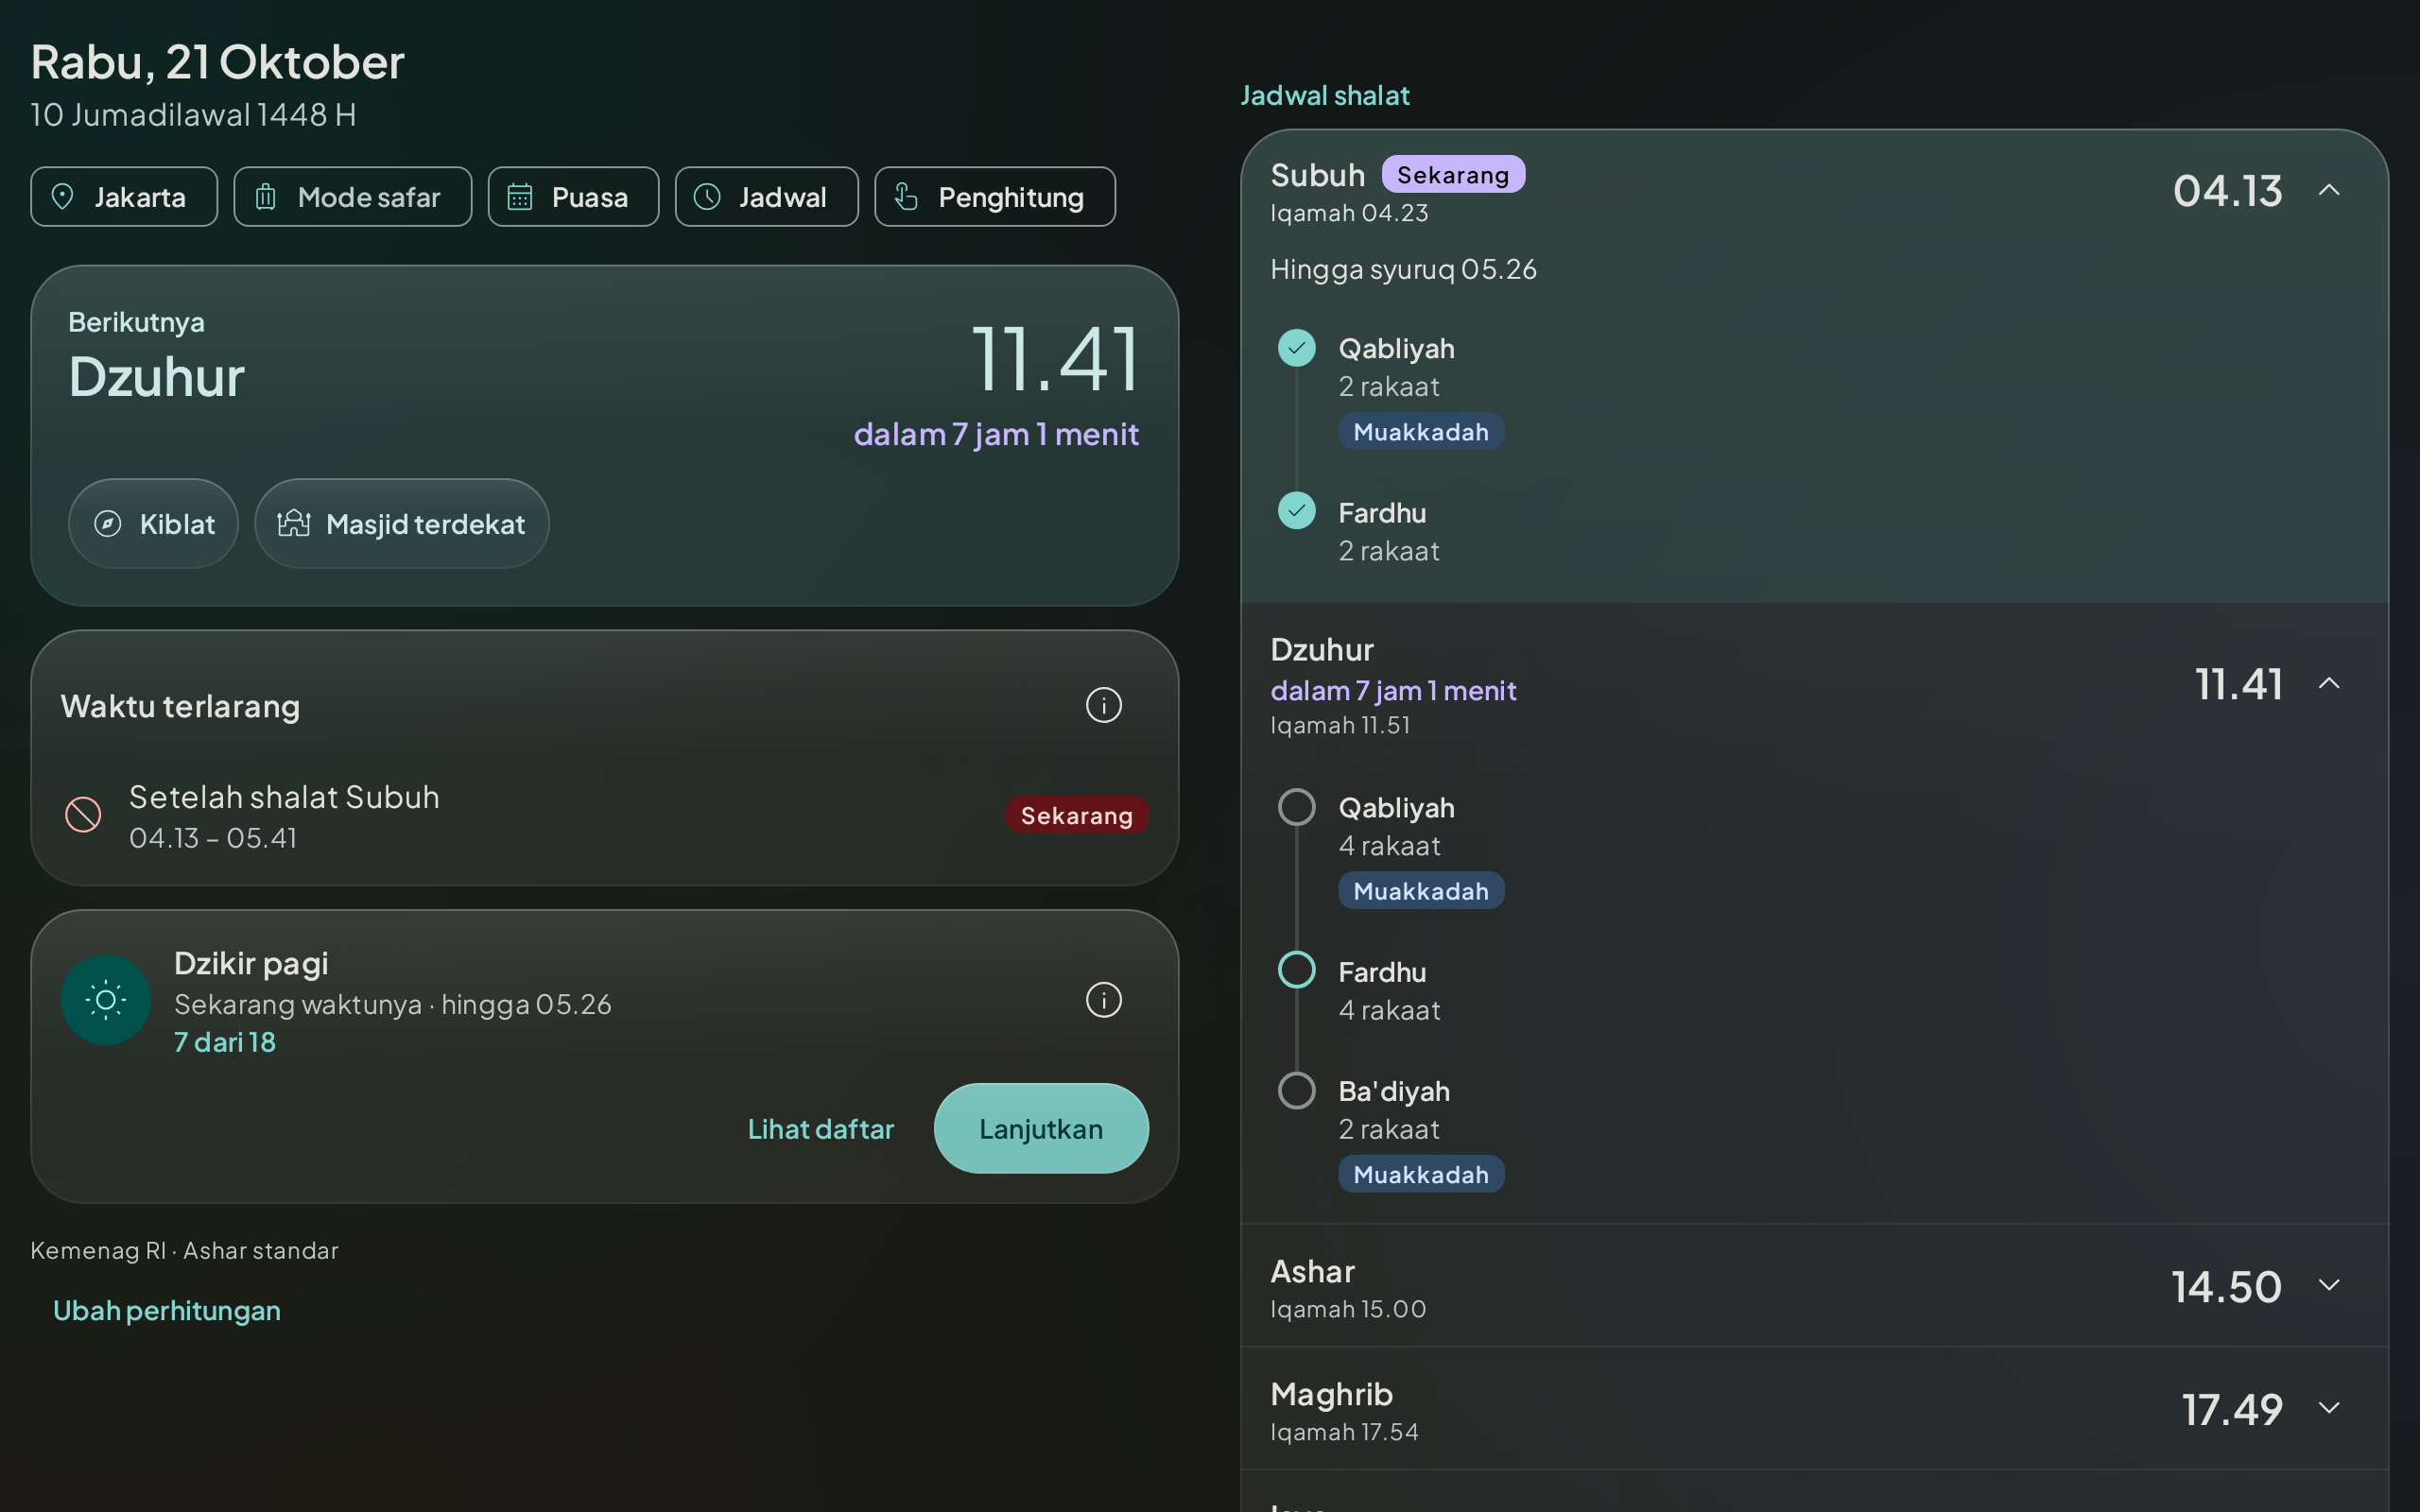 Rabu, 21 Oktober
10 Jumadilawal 1448 H
Jakarta
Mode safar
Puasa
Jadwal
Penghitung
Berikutnya
Dzuhur
11.41
dalam 7 jam 1 menit
Kiblat
Masjid terdekat
Waktu terlarang
Setelah shalat Subuh
04.13 – 05.41
Sekarang
Dzikir pagi
Sekarang waktunya · hingga 05.26
7 dari 18
Lihat daftar
Lanjutkan
Kemenag RI · Ashar standar
Ubah perhitungan
Jadwal shalat
Subuh
Sekarang
04.13
Iqamah 04.23
Hingga syuruq 05.26
Qabliyah
2 rakaat
Muakkadah
Fardhu
2 rakaat
Dzuhur
dalam 7 jam 1 menit
11.41
Iqamah 11.51
Qabliyah
4 rakaat
Muakkadah
Fardhu
4 rakaat
Ba'diyah
2 rakaat
Muakkadah
Ashar
14.50
Iqamah 15.00
Maghrib
17.49
Iqamah 17.54